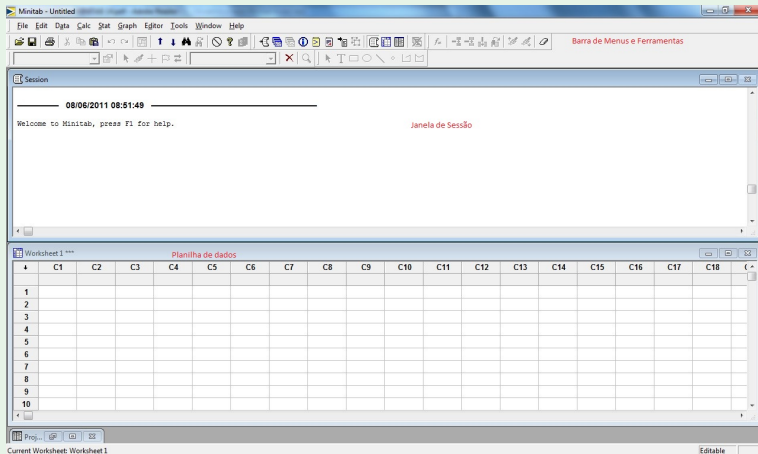 Minitab - Untitled
File Edit Data Calc Stat Graph Editor Tools Window Help
Barra de Menus e Ferramentas
Session
08/06/2011 08:51:49
Welcome to Minitab, press F1 for help.
Janela de Sessão
Worksheet 1 ***
Planilha de dados
C1 C2 C3 C4 C5 C6 C7 C8 C9 C10 C11 C12 C13 C14 C15 C16 C17 C18
1
2
3
4
5
6
7
8
9
10
Proj...
Current Worksheet: Worksheet 1 Editable